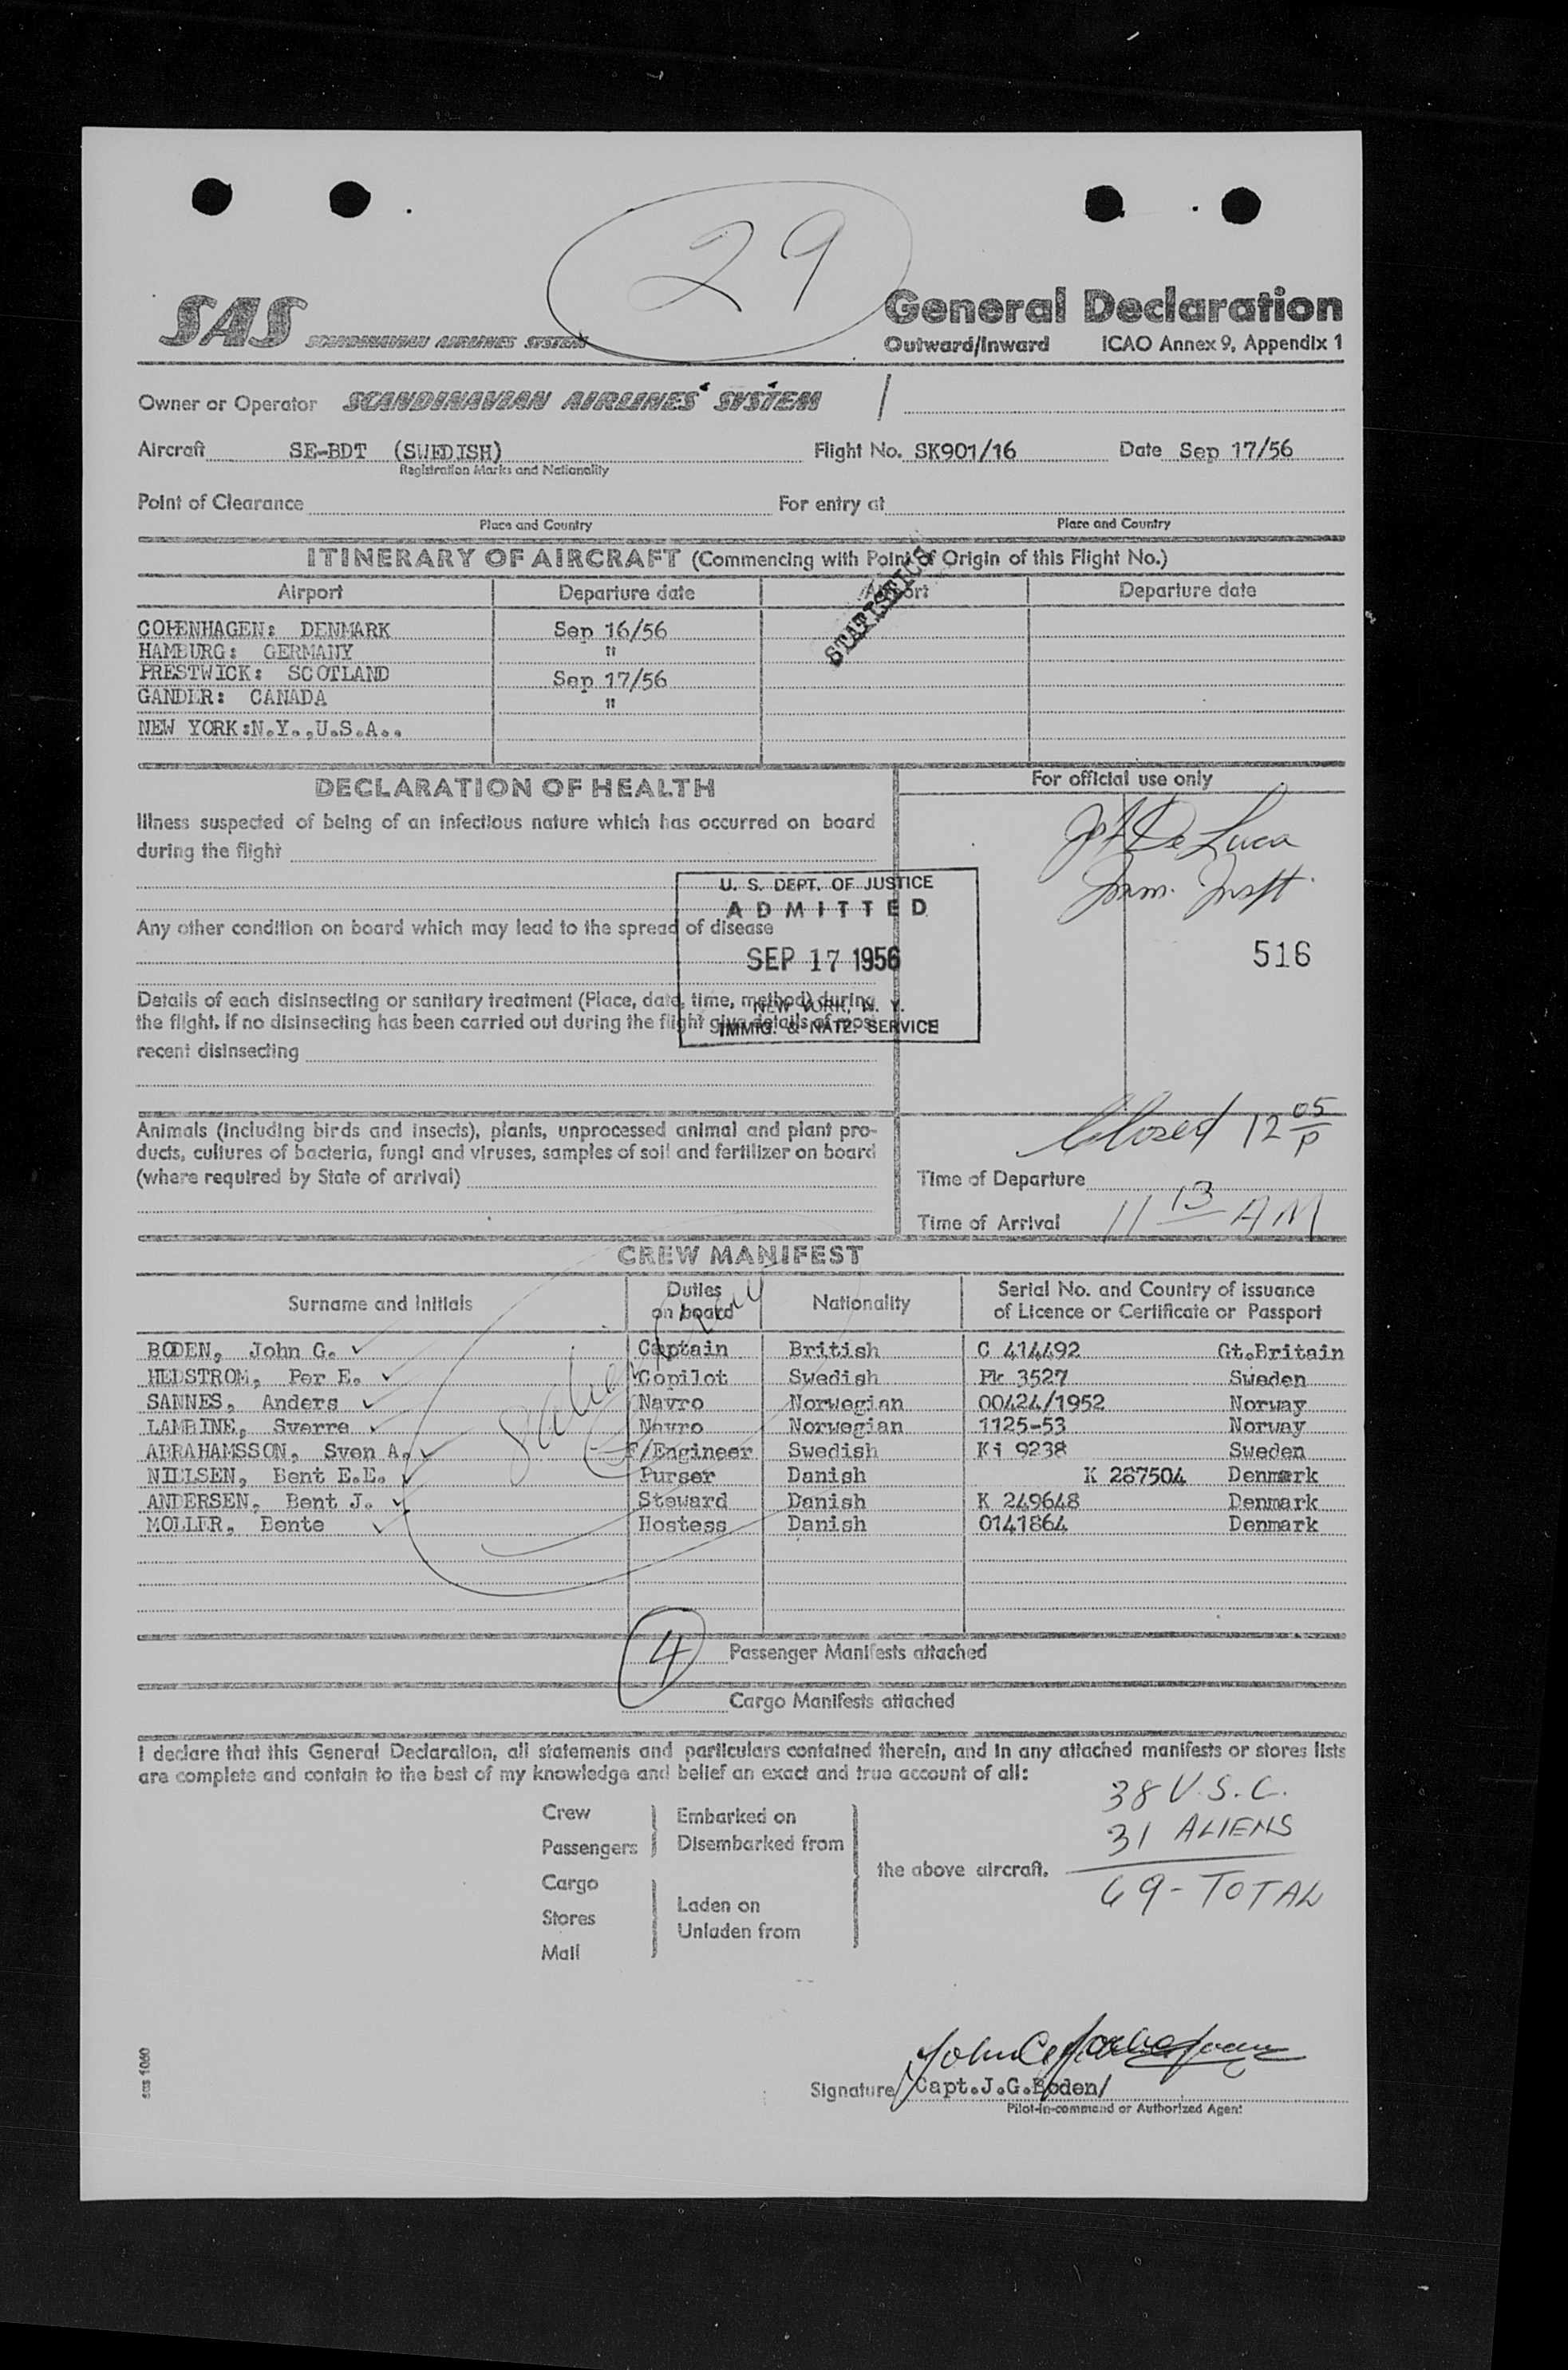 29
SAS SCANDINAVIAN AIRLINES SYSTEM
General Declaration
Outward/Inward ICAO Annex 9, Appendix 1
Owner or Operator SCANDINAVIAN AIRLINES SYSTEM /
Aircraft SE-BDT (SWEDISH) Flight No. SK901/16 Date Sep 17/56
Registration Marks and Nationality
Point of Clearance For entry at
Place and Country Place and Country
ITINERARY OF AIRCRAFT (Commencing with Point of Origin of this Flight No.)
STATISTICS
Airport Departure date Airport Departure date
COPENHAGEN: DENMARK Sep 16/56
HAMBURG: GERMANY "
PRESTWICK: SCOTLAND Sep 17/56
GANDER: CANADA "
NEW YORK:N.Y.,U.S.A..
DECLARATION OF HEALTH
Illness suspected of being of an infectious nature which has occurred on board
during the flight
Any other condition on board which may lead to the spread of disease
Details of each disinsecting or sanitary treatment (Place, date, time, method) during
the flight. If no disinsecting has been carried out during the flight give details of most
recent disinsecting
U. S. DEPT. OF JUSTICE
ADMITTED
SEP 17 1956
NEW YORK, N. Y.
IMMIG. & NATZ. SERVICE
For official use only
De Luca
Imm. Inspt.
516
Animals (including birds and insects), plants, unprocessed animal and plant pro-
ducts, cultures of bacteria, fungi and viruses, samples of soil and fertilizer on board
(where required by State of arrival)
Closed 12 05 P
Time of Departure
Time of Arrival 11 13 AM
CREW MANIFEST
Surname and Initials Duties on board Nationality Serial No. and Country of issuance of Licence or Certificate or Passport
BODEN, John G. ✓ Captain British C 414492 Gt.Britain
HEDSTROM, Per E. ✓ Copilot Swedish Pk 3527 Sweden
SANNES, Anders ✓ Navro Norwegian 00424/1952 Norway
LAMBINE, Sverre ✓ Navro Norwegian 1125-53 Norway
ABRAHAMSSON, Sven A. ✓ F/Engineer Swedish Ki 9238 Sweden
NIELSEN, Bent E.E. ✓ Purser Danish K 287504 Denmark
ANDERSEN, Bent J. ✓ Steward Danish K 249648 Denmark
MOLLER, Bente ✓ Hostess Danish 0141864 Denmark
4 Passenger Manifests attached
Cargo Manifests attached
I declare that this General Declaration, all statements and particulars contained therein, and in any attached manifests or stores lists
are complete and contain to the best of my knowledge and belief an exact and true account of all:
Crew
Passengers
Embarked on
Disembarked from
Cargo
Stores
Mail
Laden on
Unladen from
the above aircraft.
38 U.S.C.
31 ALIENS
69 - TOTAL
Signature Capt.J.G.Boden/
Pilot-in-command or Authorized Agent
sas 1060